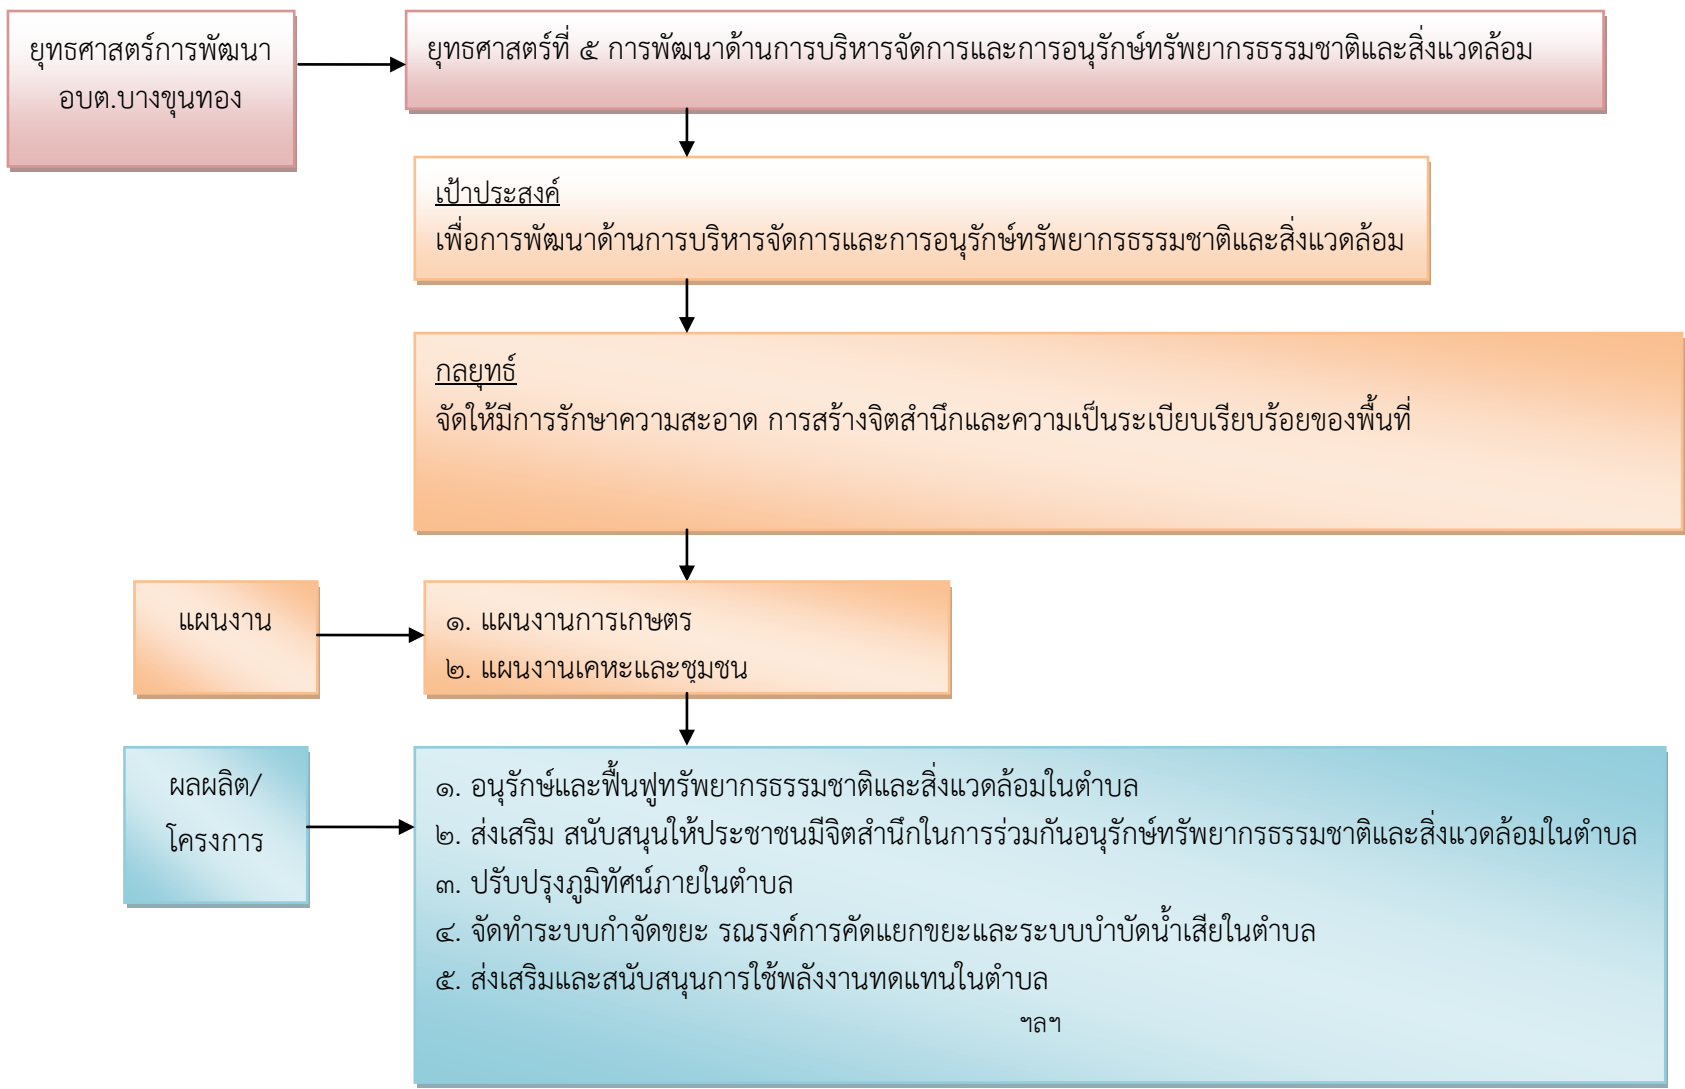 ยุทธศาสตร์การพัฒนา
อบต.บางขุนทอง
ยุทธศาสตร์ที่ ๕ การพัฒนาด้านการบริหารจัดการและการอนุรักษ์ทรัพยากรธรรมชาติและสิ่งแวดล้อม
เป้าประสงค์
เพื่อการพัฒนาด้านการบริหารจัดการและการอนุรักษ์ทรัพยากรธรรมชาติและสิ่งแวดล้อม
กลยุทธ์
จัดให้มีการรักษาความสะอาด การสร้างจิตสำนึกและความเป็นระเบียบเรียบร้อยของพื้นที่
แผนงาน
๑. แผนงานการเกษตร
๒. แผนงานเคหะและชุมชน
ผลผลิต/
โครงการ
๑. อนุรักษ์และฟื้นฟูทรัพยากรธรรมชาติและสิ่งแวดล้อมในตำบล
๒. ส่งเสริม สนับสนุนให้ประชาชนมีจิตสำนึกในการร่วมกันอนุรักษ์ทรัพยากรธรรมชาติและสิ่งแวดล้อมในตำบล
๓. ปรับปรุงภูมิทัศน์ภายในตำบล
๔. จัดทำระบบกำจัดขยะ รณรงค์การคัดแยกขยะและระบบบำบัดน้ำเสียในตำบล
๕. ส่งเสริมและสนับสนุนการใช้พลังงานทดแทนในตำบล
ฯลฯ